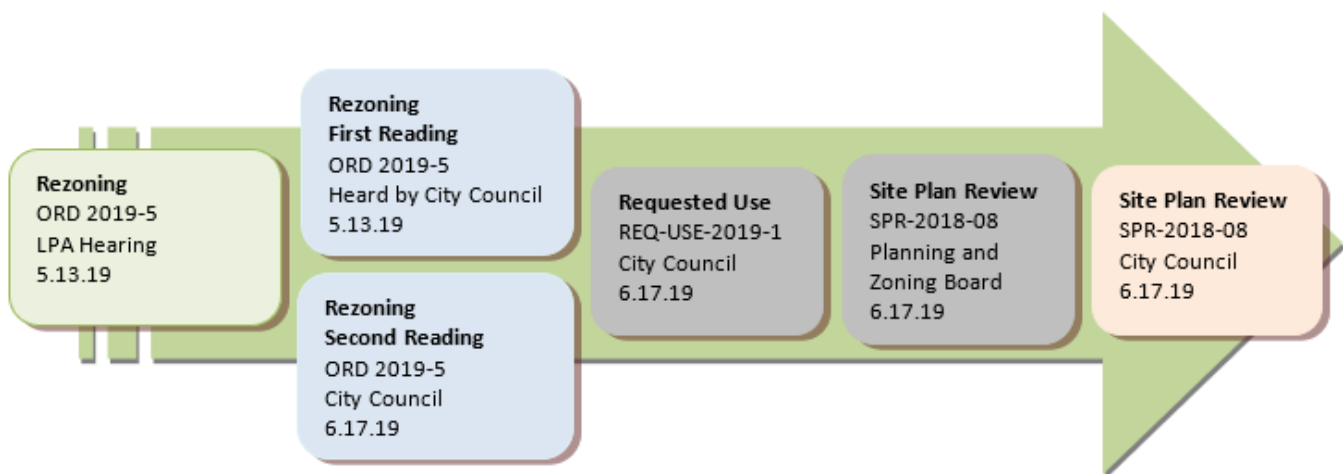 Rezoning
ORD 2019-5
LPA Hearing
5.13.19
Rezoning
First Reading
ORD 2019-5
Heard by City Council
5.13.19
Rezoning
Second Reading
ORD 2019-5
City Council
6.17.19
Requested Use
REQ-USE-2019-1
City Council
6.17.19
Site Plan Review
SPR-2018-08
Planning and
Zoning Board
6.17.19
Site Plan Review
SPR-2018-08
City Council
6.17.19